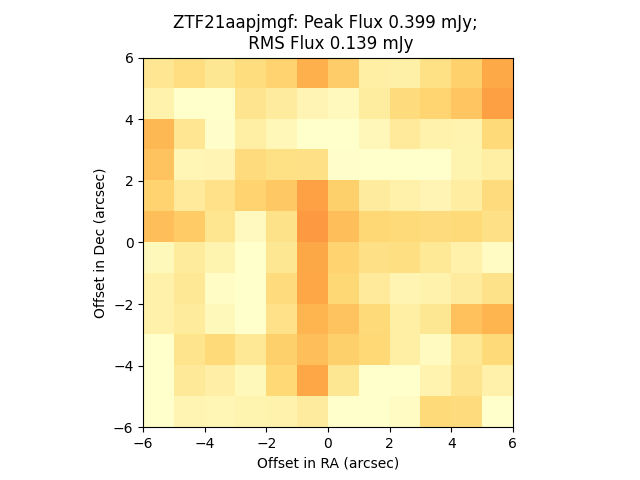 ZTF21aapjmgf: Peak Flux 0.399 mJy;
RMS Flux 0.139 mJy
6
4
2
0
−2
−4
−6
Offset in Dec (arcsec)
−6 −4 −2 0 2 4 6
Offset in RA (arcsec)